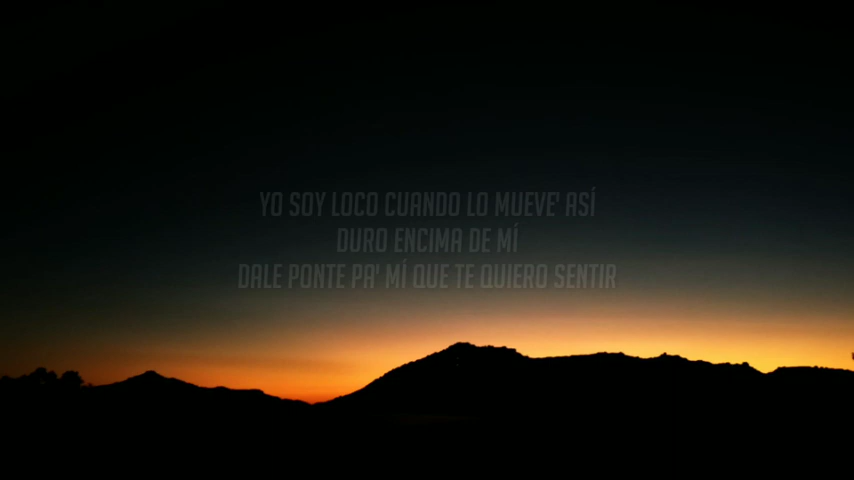 YO SOY LOCO CUANDO LO MUEVE' ASÍ
DURO ENCIMA DE MÍ
DALE PONTE PA' MÍ QUE TE QUIERO SENTIR